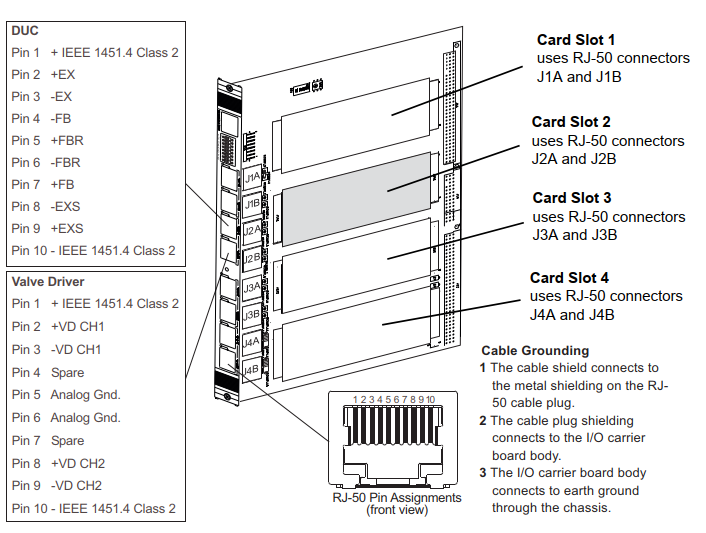 DUC
Pin 1 + IEEE 1451.4 Class 2
Pin 2 +EX
Pin 3 -EX
Pin 4 -FB
Pin 5 +FBR
Pin 6 -FBR
Pin 7 +FB
Pin 8 -EXS
Pin 9 +EXS
Pin 10 - IEEE 1451.4 Class 2
Valve Driver
Pin 1 + IEEE 1451.4 Class 2
Pin 2 +VD CH1
Pin 3 -VD CH1
Pin 4 Spare
Pin 5 Analog Gnd.
Pin 6 Analog Gnd.
Pin 7 Spare
Pin 8 +VD CH2
Pin 9 -VD CH2
Pin 10 - IEEE 1451.4 Class 2
J1A
J1B
J2A
J2B
J3A
J3B
J4A
J4B
Card Slot 1
uses RJ-50 connectors
J1A and J1B
Card Slot 2
uses RJ-50 connectors
J2A and J2B
Card Slot 3
uses RJ-50 connectors
J3A and J3B
Card Slot 4
uses RJ-50 connectors
J4A and J4B
1 2 3 4 5 6 7 8 9 10
RJ-50 Pin Assignments
(front view)
Cable Grounding
1 The cable shield connects to
the metal shielding on the RJ-
50 cable plug.
2 The cable plug shielding
connects to the I/O carrier
board body.
3 The I/O carrier board body
connects to earth ground
through the chassis.